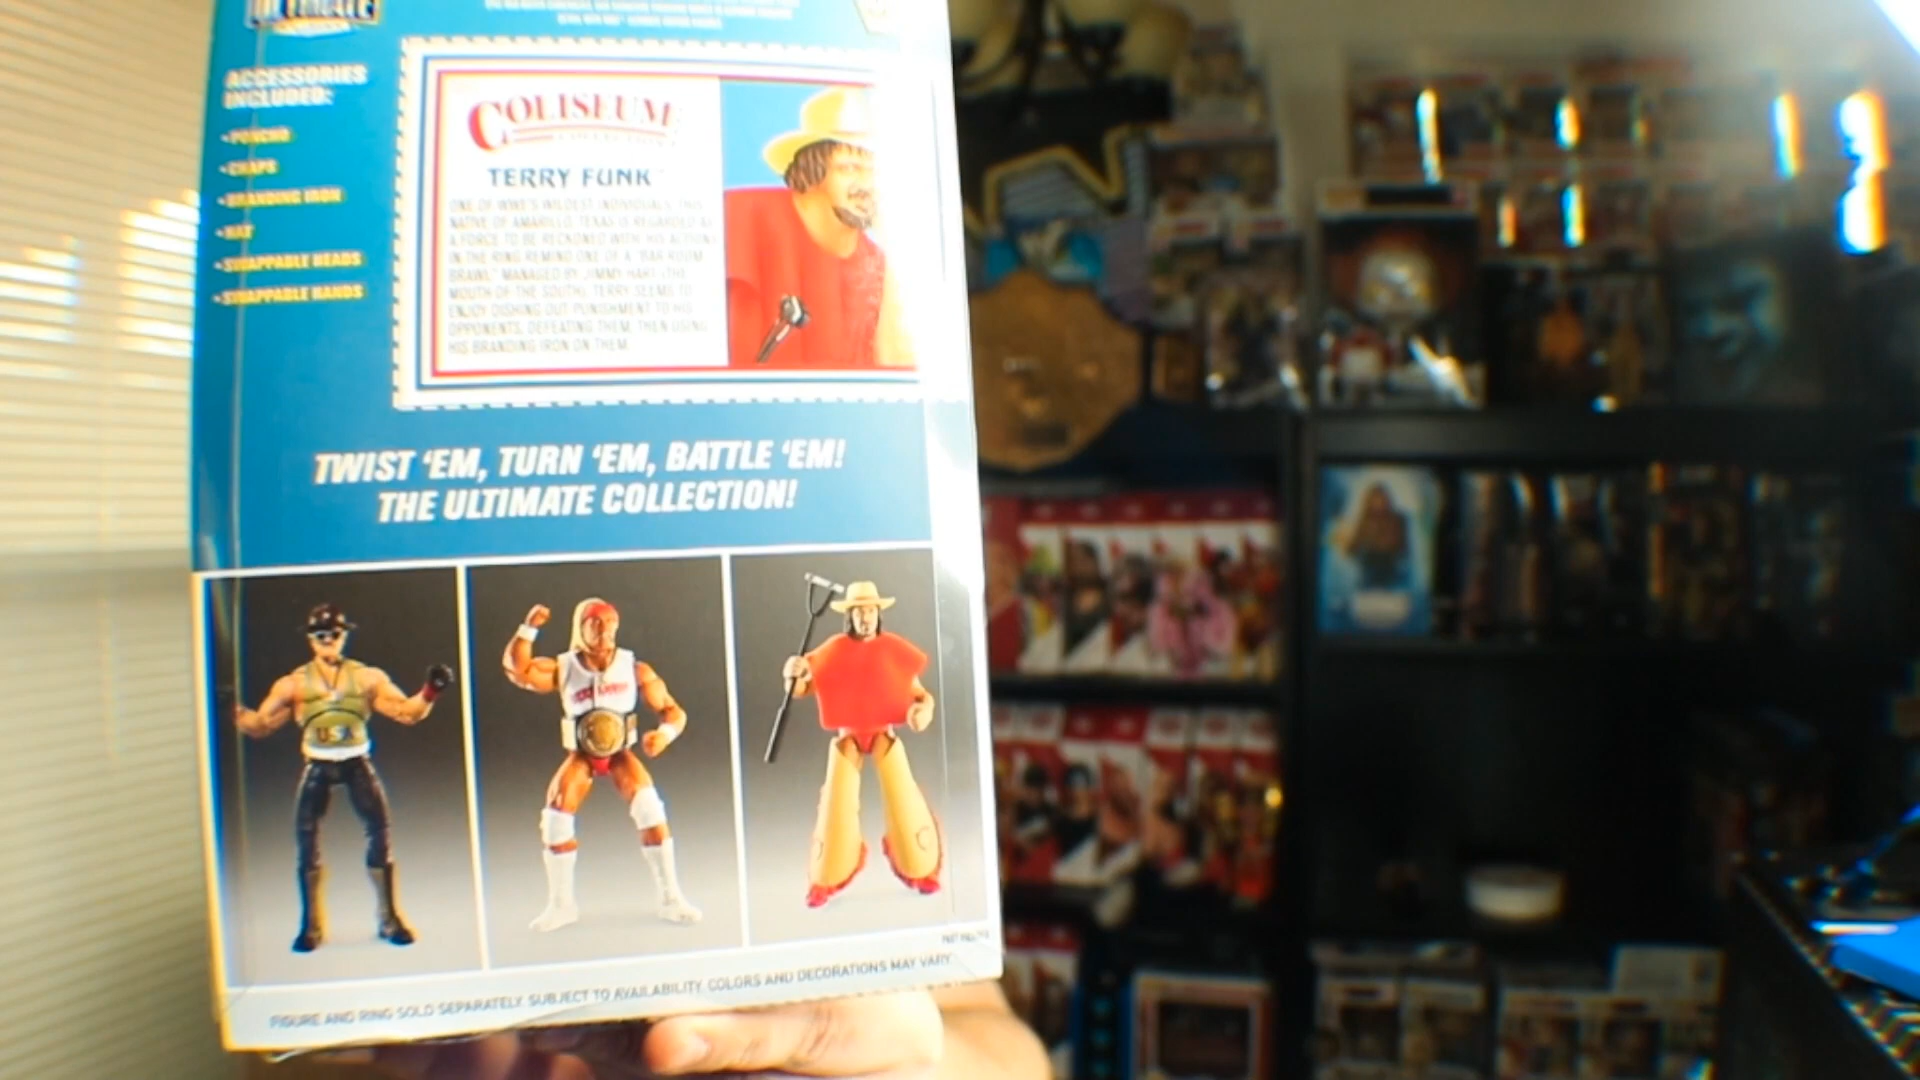 ULTIMATE
ACCESSORIES
INCLUDED:
• PONCHO
• CHAPS
• BRANDING IRON
• HAT
• SWAPPABLE HEADS
• SWAPPABLE HANDS
COLISEUM
COLLECTION
TERRY FUNK™
ONE OF WWE'S WILDEST INDIVIDUALS, THIS
NATIVE OF AMARILLO, TEXAS IS REGARDED AS
A FORCE TO BE RECKONED WITH. HIS ACTIONS
IN THE RING REMIND ONE OF A "BAR ROOM
BRAWL." MANAGED BY JIMMY HART (THE
MOUTH OF THE SOUTH), TERRY SEEMS TO
ENJOY DISHING OUT PUNISHMENT TO HIS
OPPONENTS, DEFEATING THEM, THEN USING
HIS BRANDING IRON ON THEM.
TWIST 'EM, TURN 'EM, BATTLE 'EM!
THE ULTIMATE COLLECTION!
USA
FIGURE AND RING SOLD SEPARATELY. SUBJECT TO AVAILABILITY. COLORS AND DECORATIONS MAY VARY.